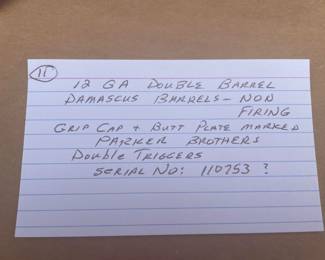 11
12 GA DOUBLE BARREL
DAMASCUS BARRELS - NON
FIRING
GRIP CAP + BUTT PLATE MARKED
PARKER BROTHERS
DOUBLE TRIGGERS
SERIAL NO: 110753 ?